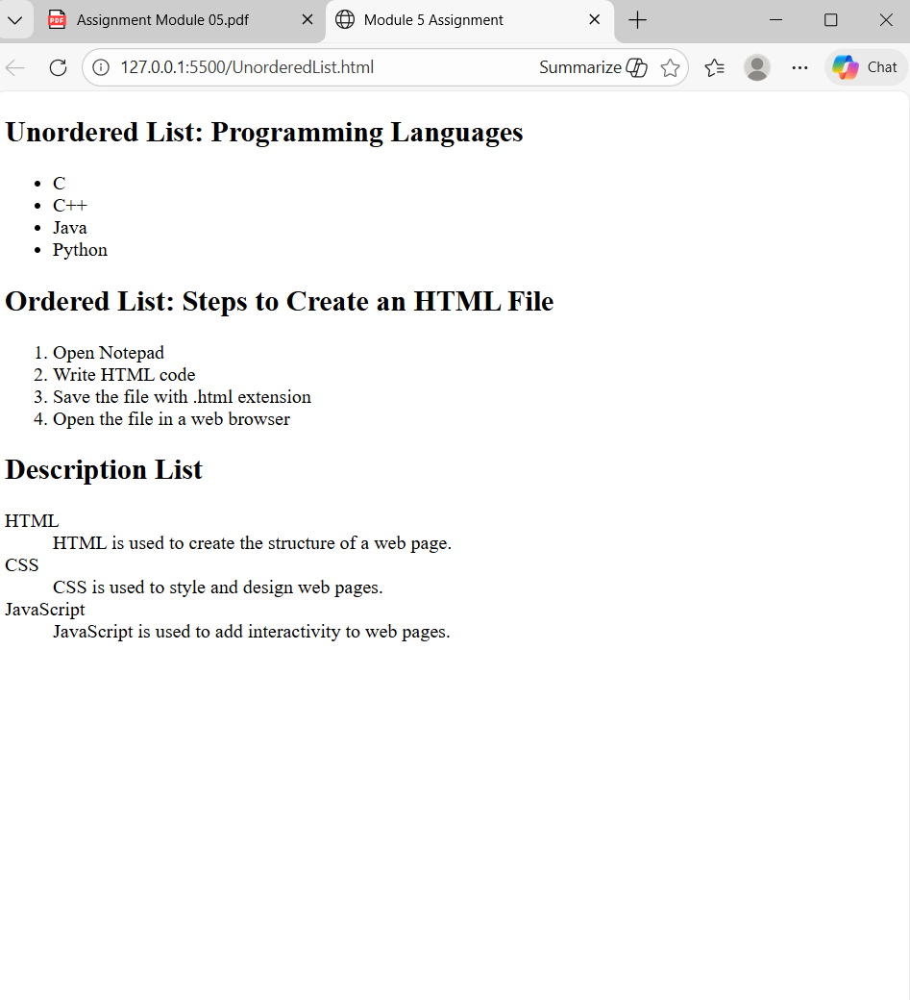 Assignment Module 05.pdf
Module 5 Assignment
127.0.0.1:5500/UnorderedList.html
Summarize
Chat
Unordered List: Programming Languages
• C
• C++
• Java
• Python
Ordered List: Steps to Create an HTML File
1. Open Notepad
2. Write HTML code
3. Save the file with .html extension
4. Open the file in a web browser
Description List
HTML
HTML is used to create the structure of a web page.
CSS
CSS is used to style and design web pages.
JavaScript
JavaScript is used to add interactivity to web pages.